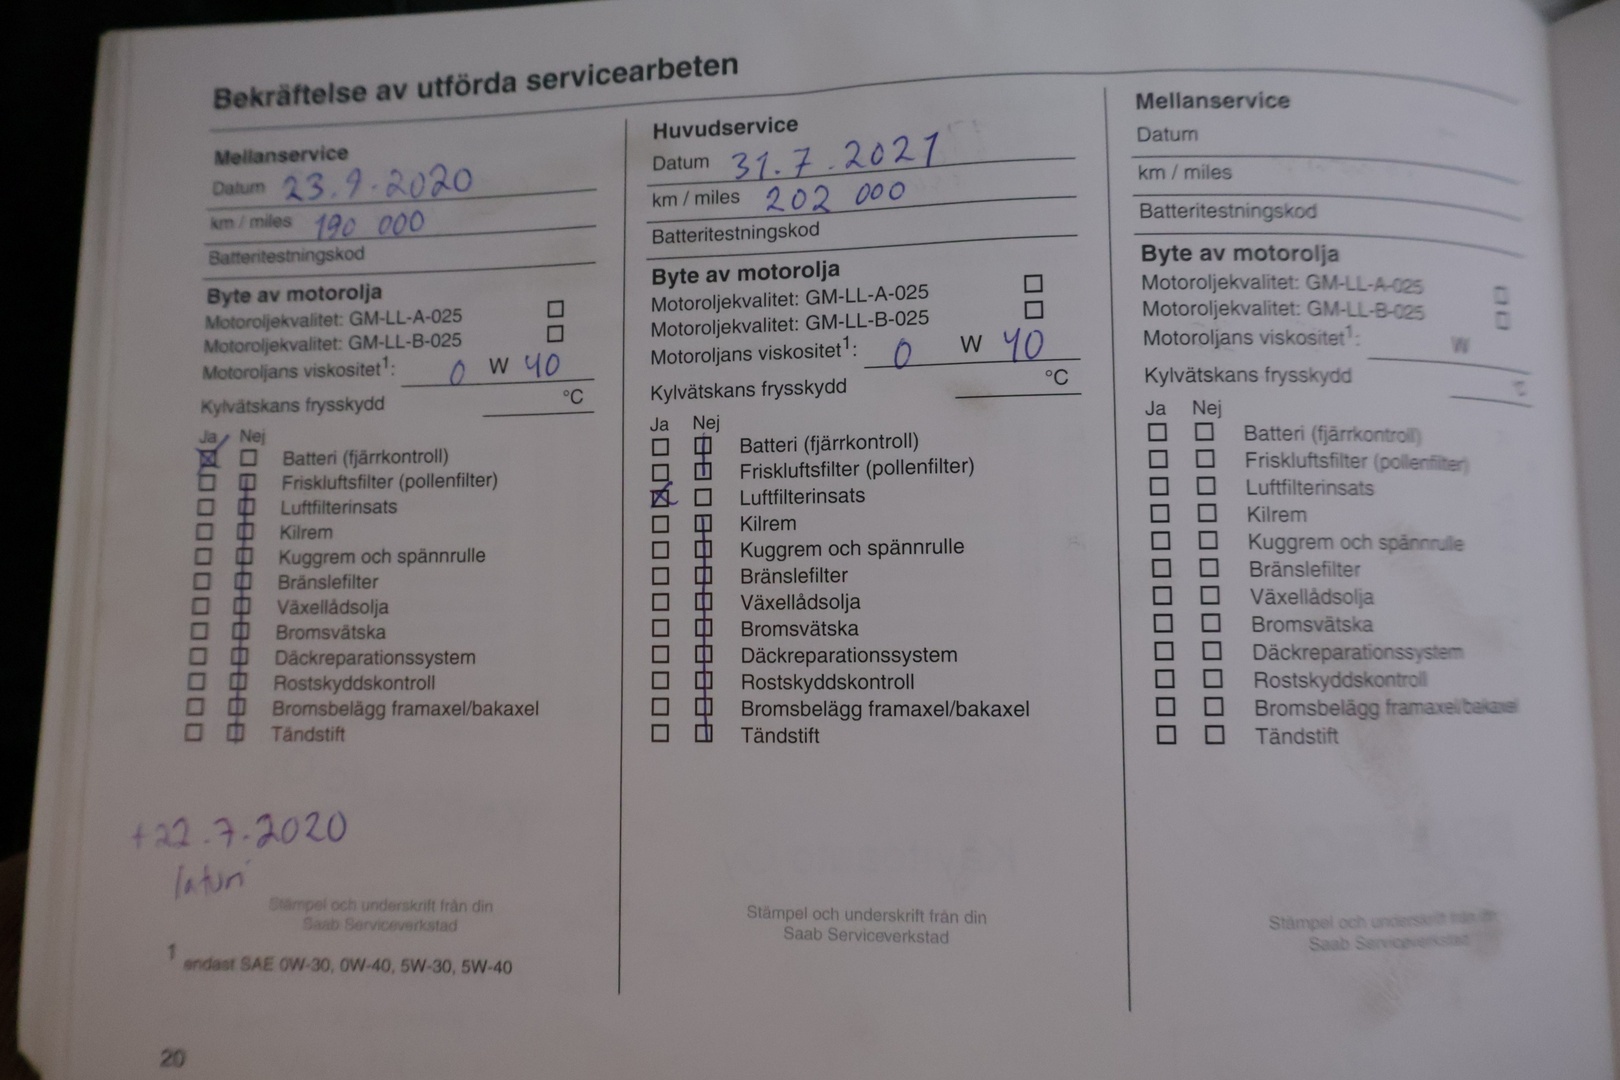 Bekräftelse av utförda servicearbeten
Mellanservice
Datum 23.9.2020
km / miles 190 000
Batteritestningskod
Byte av motorolja
Motoroljekvalitet: GM-LL-A-025
Motoroljekvalitet: GM-LL-B-025
Motoroljans viskositet1: 0 W 40
Kylvätskans frysskydd °C
Ja Nej
Batteri (fjärrkontroll)
Friskluftsfilter (pollenfilter)
Luftfilterinsats
Kilrem
Kuggrem och spännrulle
Bränslefilter
Växellådsolja
Bromsvätska
Däckreparationssystem
Rostskyddskontroll
Bromsbelägg framaxel/bakaxel
Tändstift
+22.7.2020
laturi
Stämpel och underskrift från din
Saab Serviceverkstad
1 endast SAE 0W-30, 0W-40, 5W-30, 5W-40
20
Huvudservice
Datum 31.7.2021
km / miles 202 000
Batteritestningskod
Byte av motorolja
Motoroljekvalitet: GM-LL-A-025
Motoroljekvalitet: GM-LL-B-025
Motoroljans viskositet1: 0 W 40
Kylvätskans frysskydd °C
Ja Nej
Batteri (fjärrkontroll)
Friskluftsfilter (pollenfilter)
Luftfilterinsats
Kilrem
Kuggrem och spännrulle
Bränslefilter
Växellådsolja
Bromsvätska
Däckreparationssystem
Rostskyddskontroll
Bromsbelägg framaxel/bakaxel
Tändstift
Stämpel och underskrift från din
Saab Serviceverkstad
Mellanservice
Datum
km / miles
Batteritestningskod
Byte av motorolja
Motoroljekvalitet: GM-LL-A-025
Motoroljekvalitet: GM-LL-B-025
Motoroljans viskositet1: W
Kylvätskans frysskydd °C
Ja Nej
Batteri (fjärrkontroll)
Friskluftsfilter (pollenfilter)
Luftfilterinsats
Kilrem
Kuggrem och spännrulle
Bränslefilter
Växellådsolja
Bromsvätska
Däckreparationssystem
Rostskyddskontroll
Bromsbelägg framaxel/bakaxel
Tändstift
Stämpel och underskrift från din
Saab Serviceverkstad